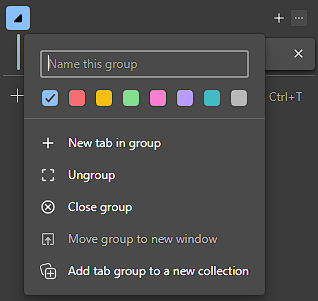 Name this group
Ctrl+T
New tab in group
Ungroup
Close group
Move group to new window
Add tab group to a new collection